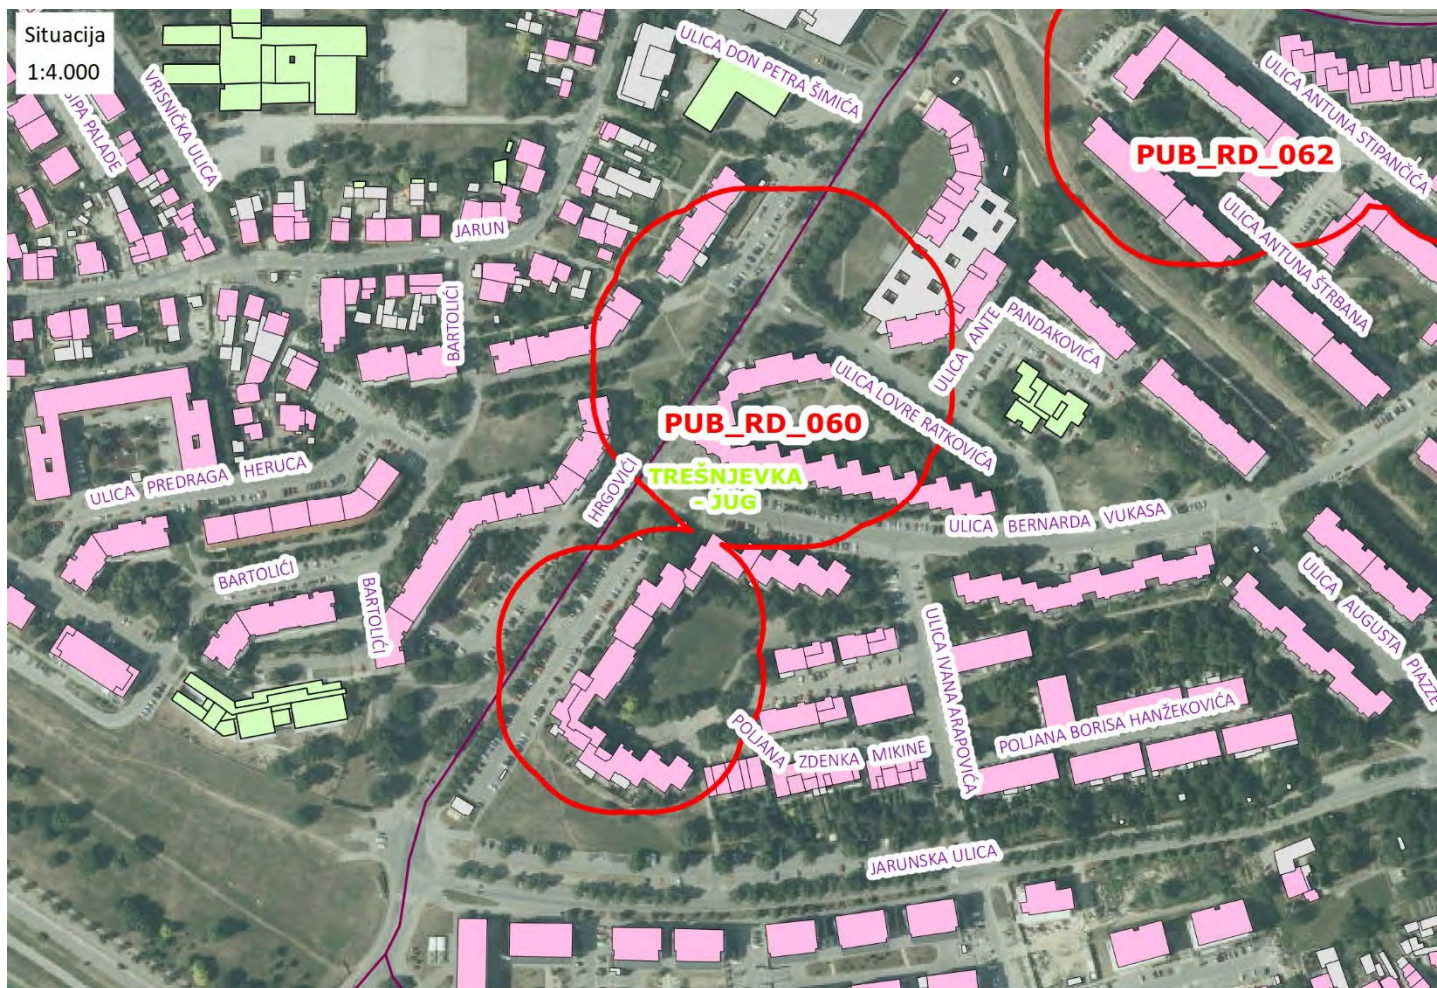 Situacija
1:4.000
SIPA PALADE
VRISNIČKA ULICA
ULICA DON PETRA ŠIMIĆA
ULICA ANTUNA STIPANČIĆA
PUB_RD_062
ULICA ANTUNA ŠTRBANA
JARUN
BARTOLIĆI
ULICA ANTE PANDAKOVIĆA
ULICA LOVRE RATKOVIĆA
PUB_RD_060
TREŠNJEVKA
- JUG
HRGOVIĆI
ULICA PREDRAGA HERUCA
ULICA BERNARDA VUKASA
BARTOLIĆI
BARTOLIĆI
ULICA AUGUSTA PIAZZE
ULICA IVANA ARAPOVIĆA
POLJANA ZDENKA MIKINE
POLJANA BORISA HANŽEKOVIĆA
JARUNSKA ULICA